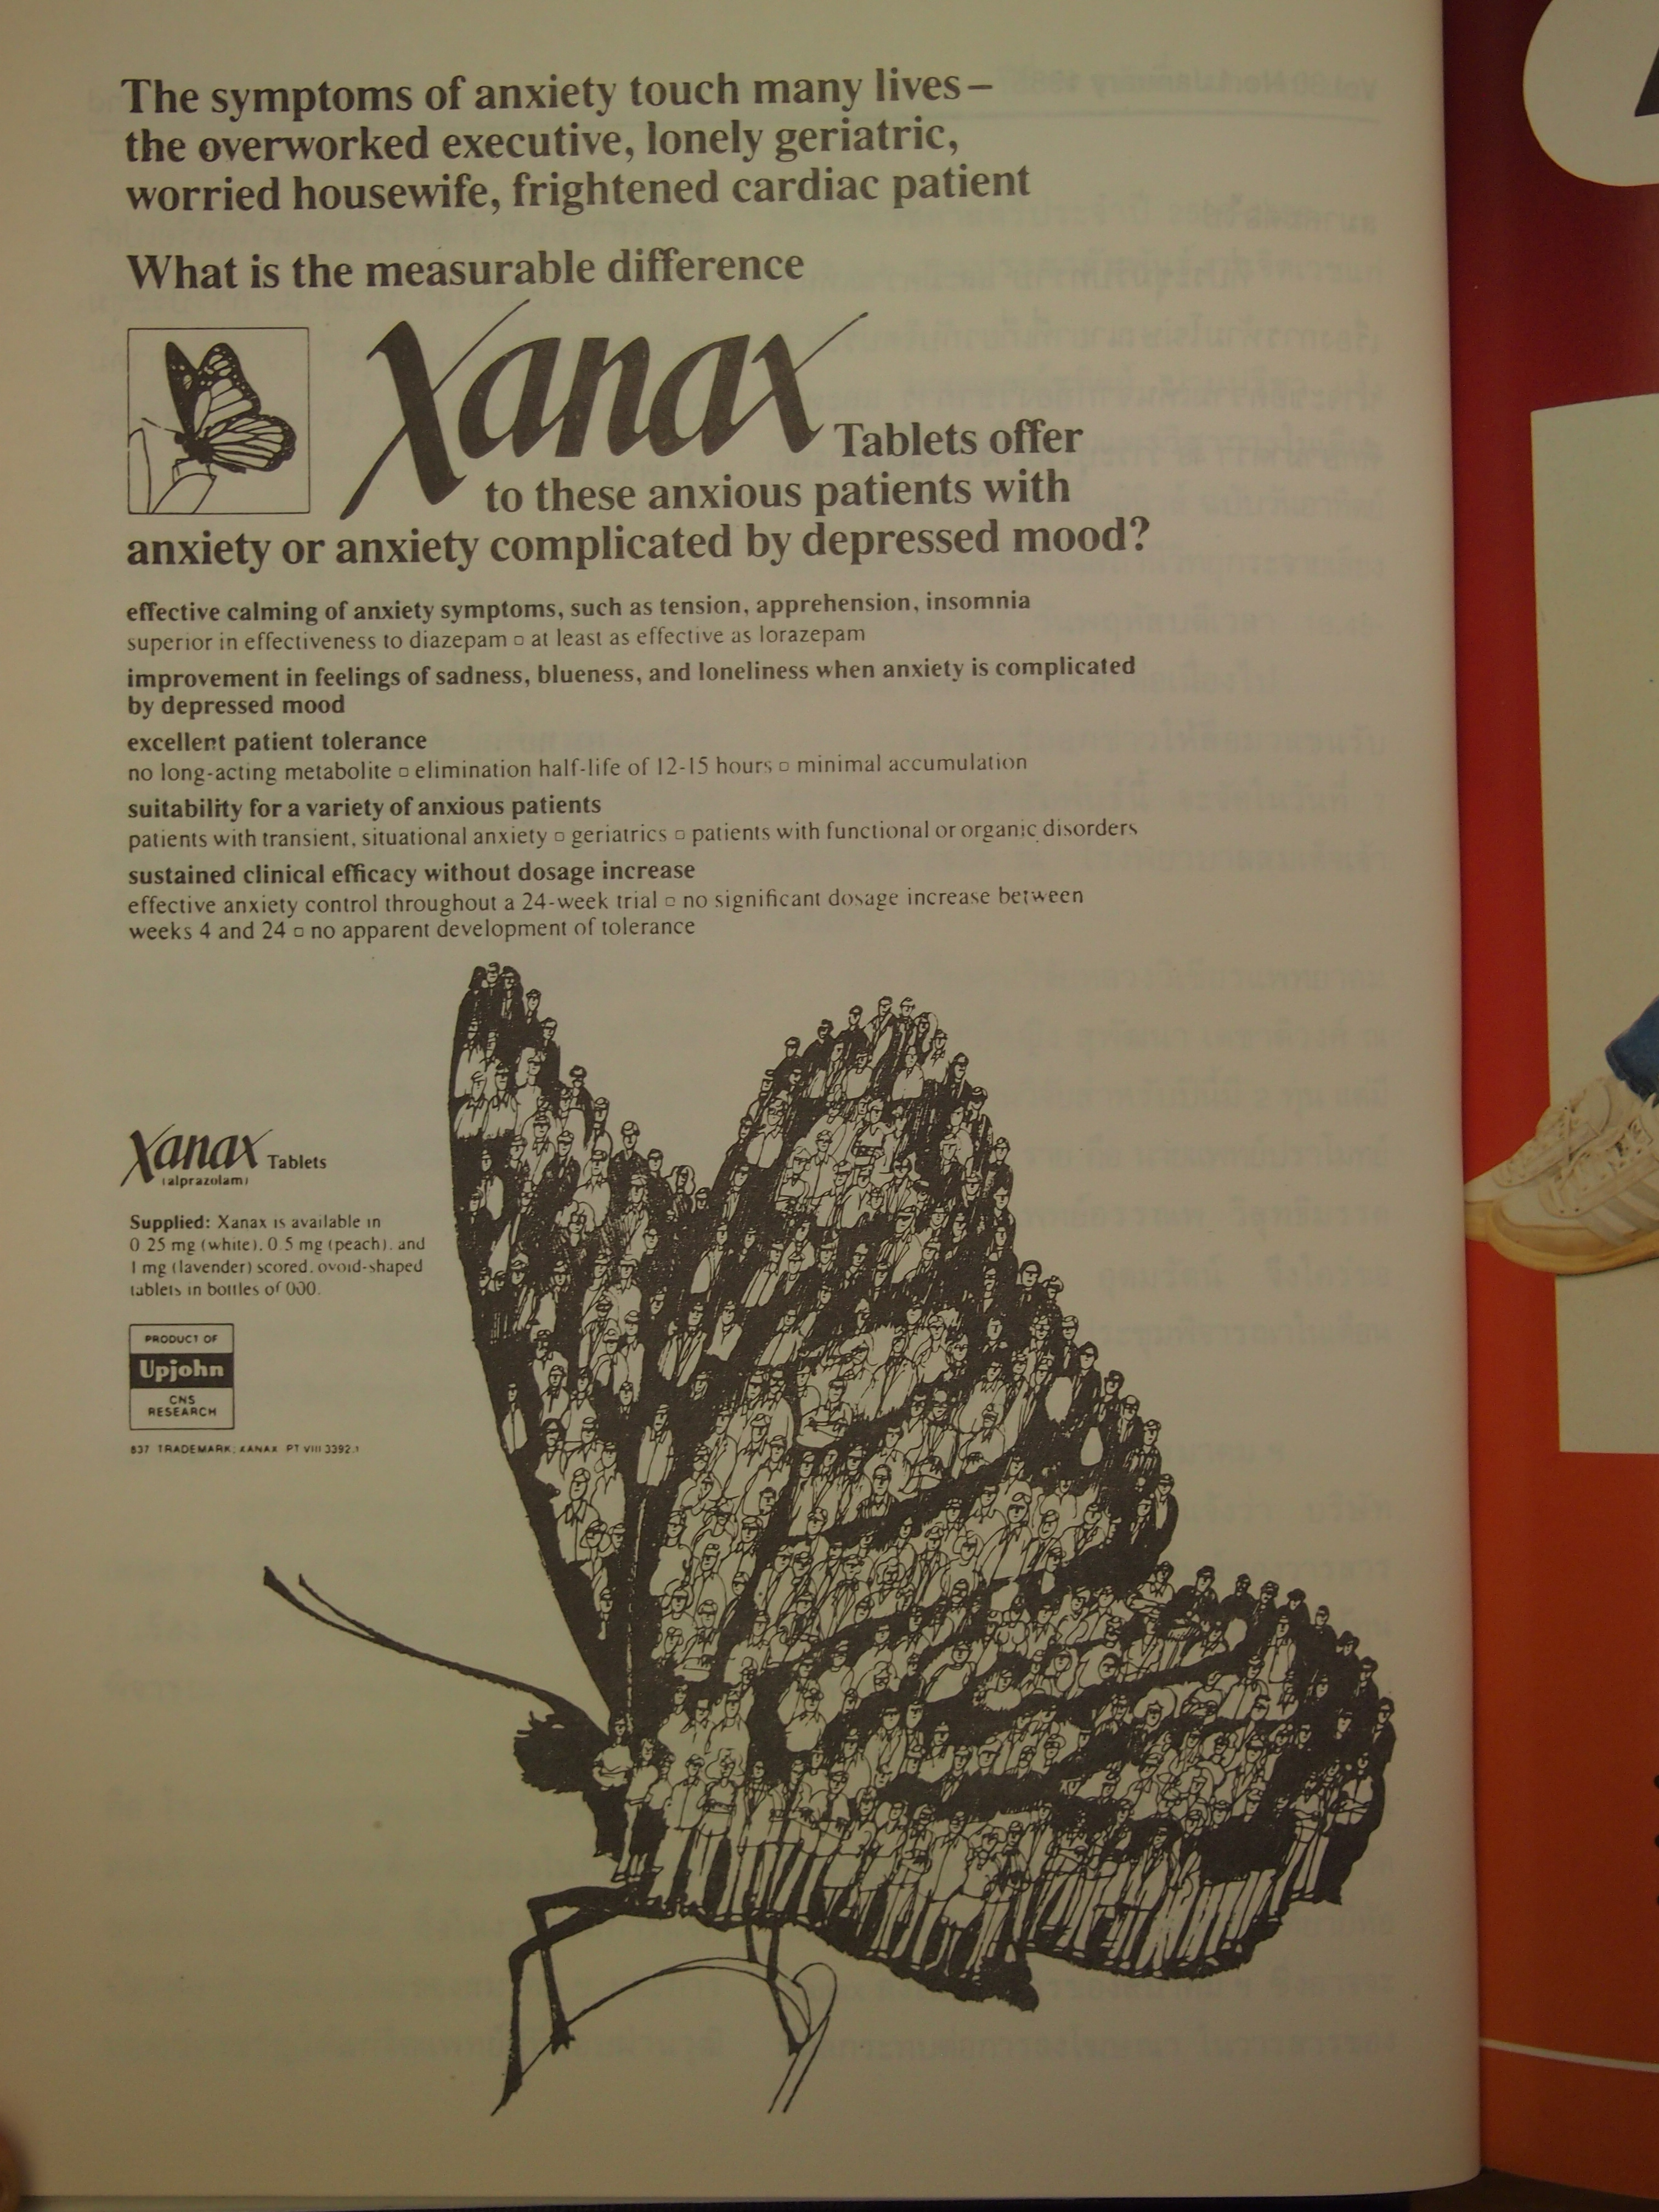 The symptoms of anxiety touch many lives–
the overworked executive, lonely geriatric,
worried housewife, frightened cardiac patient
What is the measurable difference
Xanax Tablets offer
to these anxious patients with
anxiety or anxiety complicated by depressed mood?
effective calming of anxiety symptoms, such as tension, apprehension, insomnia
superior in effectiveness to diazepam ▫ at least as effective as lorazepam
improvement in feelings of sadness, blueness, and loneliness when anxiety is complicated
by depressed mood
excellent patient tolerance
no long-acting metabolite ▫ elimination half-life of 12-15 hours ▫ minimal accumulation
suitability for a variety of anxious patients
patients with transient, situational anxiety ▫ geriatrics ▫ patients with functional or organic disorders
sustained clinical efficacy without dosage increase
effective anxiety control throughout a 24-week trial ▫ no significant dosage increase between
weeks 4 and 24 ▫ no apparent development of tolerance
Xanax Tablets
(alprazolam)
Supplied: Xanax is available in
0.25 mg (white), 0.5 mg (peach), and
1 mg (lavender) scored, ovoid-shaped
tablets in bottles of 000.
PRODUCT OF
Upjohn
CNS
RESEARCH
837 TRADEMARK: XANAX PT VIII 3392.1